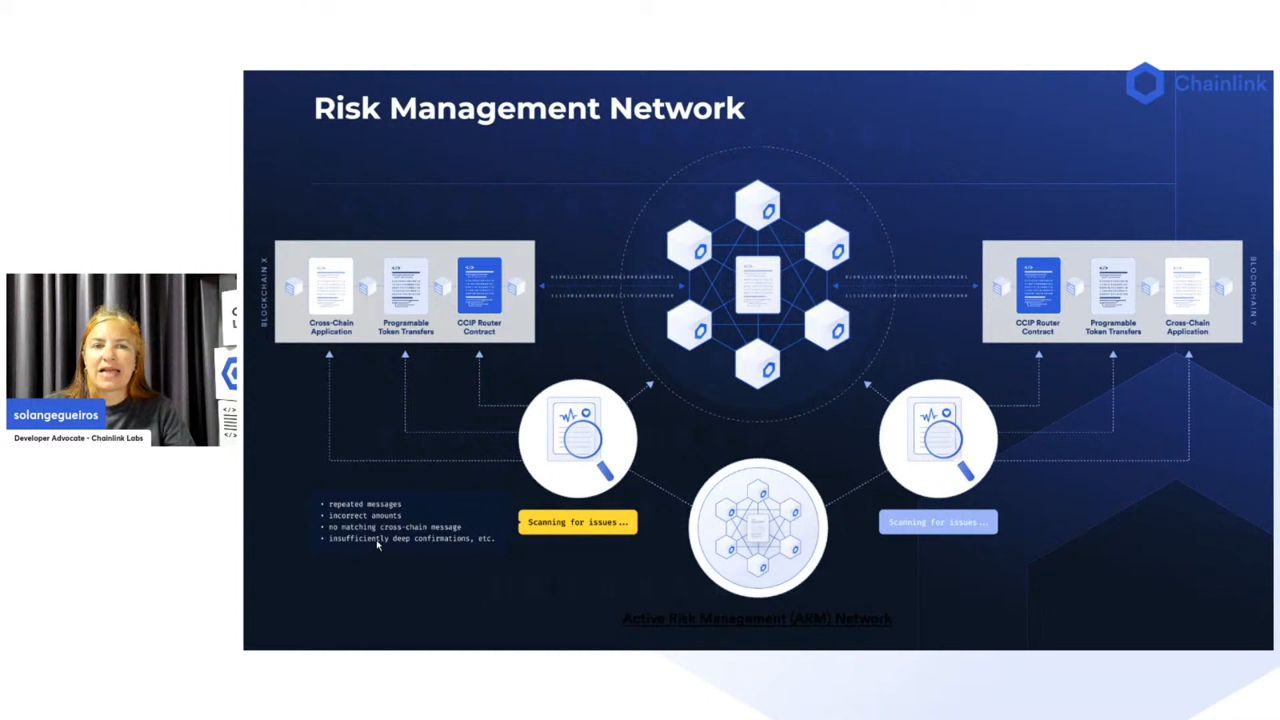 Chainlink
Risk Management Network
BLOCKCHAIN X
Cross-Chain
Application
Programable
Token Transfers
CCIP Router
Contract
CCIP Router
Contract
Programable
Token Transfers
Cross-Chain
Application
BLOCKCHAIN Y
solangegueiros
Developer Advocate - Chainlink Labs
• repeated messages
• incorrect amounts
• no matching cross-chain message
• insufficiently deep confirmations, etc.
Scanning for issues...
Scanning for issues...
Active Risk Management (ARM) Network